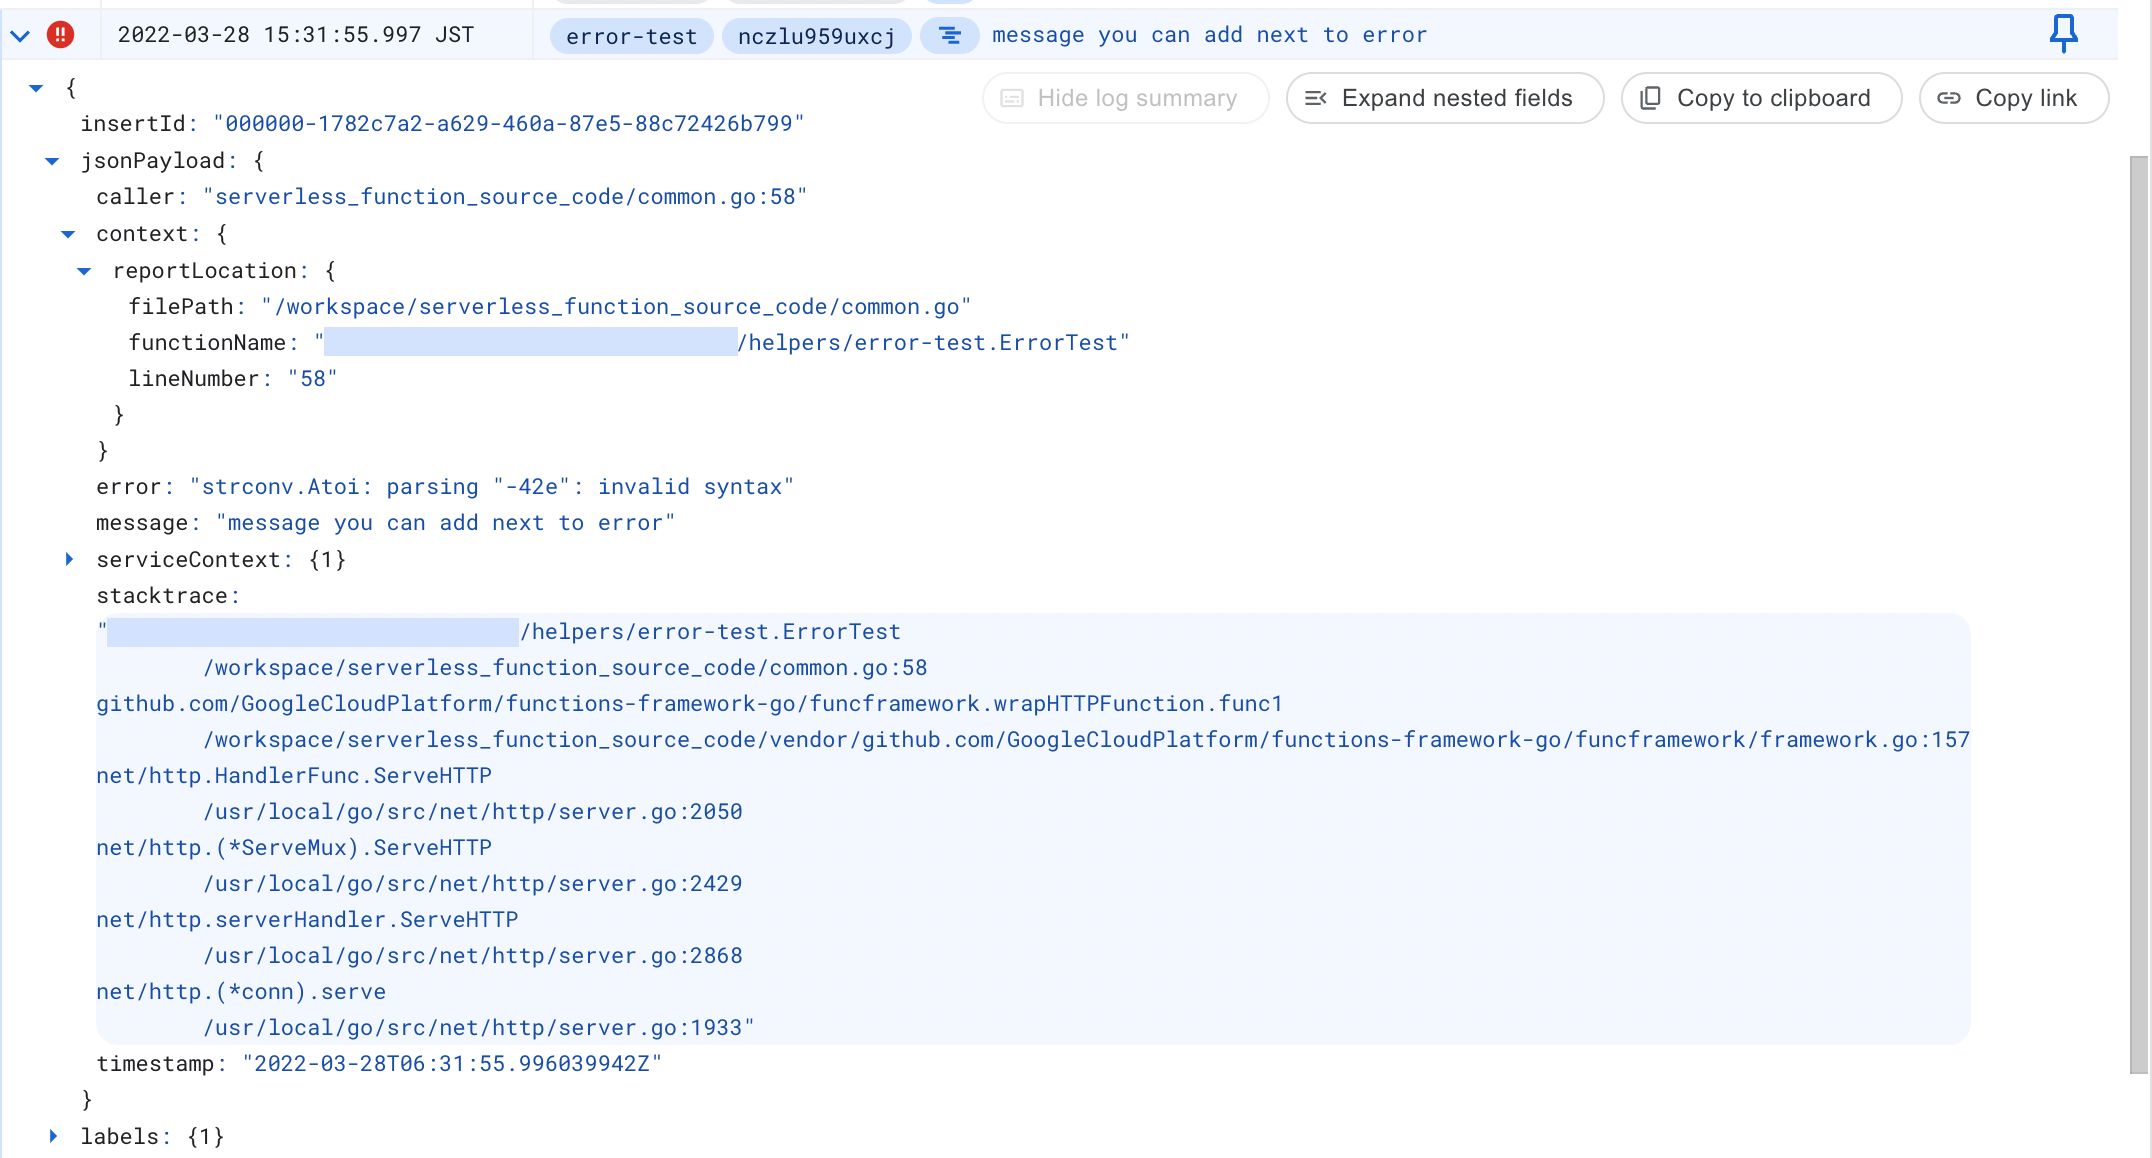 2022-03-28 15:31:55.997 JST error-test nczlu959uxcj message you can add next to error
{
Hide log summary Expand nested fields Copy to clipboard Copy link
insertId: "000000-1782c7a2-a629-460a-87e5-88c72426b799"
jsonPayload: {
caller: "serverless_function_source_code/common.go:58"
context: {
reportLocation: {
filePath: "/workspace/serverless_function_source_code/common.go"
functionName: " /helpers/error-test.ErrorTest"
lineNumber: "58"
}
}
error: "strconv.Atoi: parsing "-42e": invalid syntax"
message: "message you can add next to error"
serviceContext: {1}
stacktrace:
" /helpers/error-test.ErrorTest
/workspace/serverless_function_source_code/common.go:58
github.com/GoogleCloudPlatform/functions-framework-go/funcframework.wrapHTTPFunction.func1
/workspace/serverless_function_source_code/vendor/github.com/GoogleCloudPlatform/functions-framework-go/funcframework/framework.go:157
net/http.HandlerFunc.ServeHTTP
/usr/local/go/src/net/http/server.go:2050
net/http.(*ServeMux).ServeHTTP
/usr/local/go/src/net/http/server.go:2429
net/http.serverHandler.ServeHTTP
/usr/local/go/src/net/http/server.go:2868
net/http.(*conn).serve
/usr/local/go/src/net/http/server.go:1933"
timestamp: "2022-03-28T06:31:55.996039942Z"
}
labels: {1}